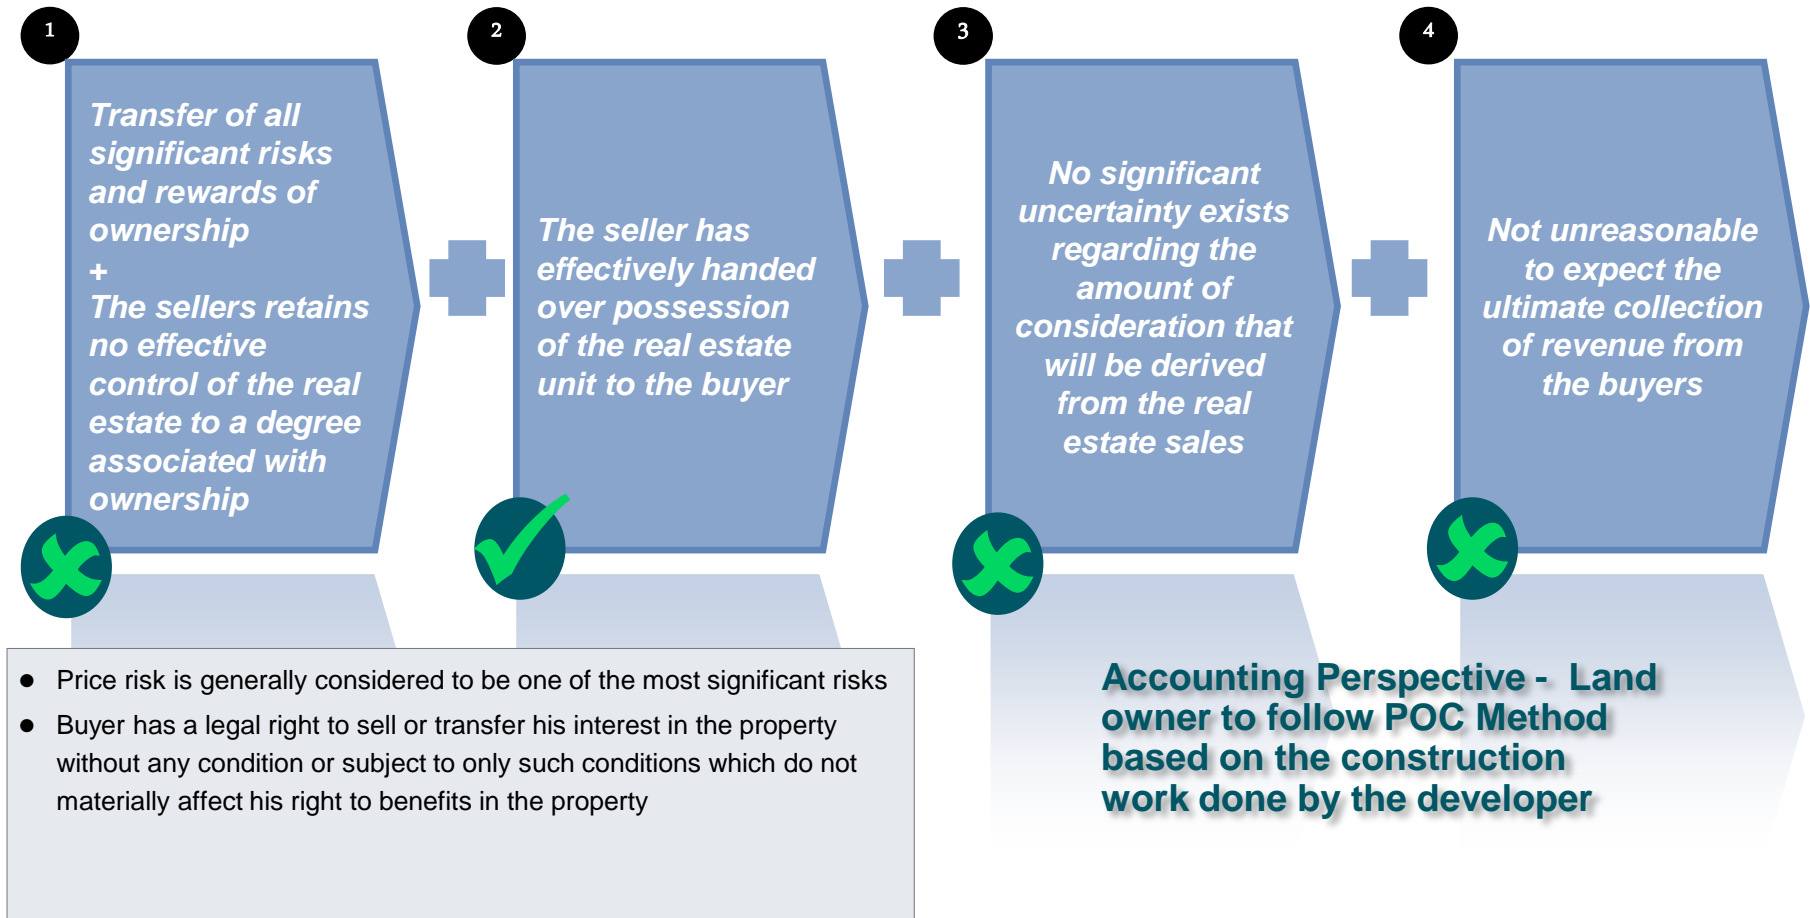 1
Transfer of all
significant risks
and rewards of
ownership
+
The sellers retains
no effective
control of the real
estate to a degree
associated with
ownership
2
The seller has
effectively handed
over possession
of the real estate
unit to the buyer
3
No significant
uncertainty exists
regarding the
amount of
consideration that
will be derived
from the real
estate sales
4
Not unreasonable
to expect the
ultimate collection
of revenue from
the buyers
● Price risk is generally considered to be one of the most significant risks
● Buyer has a legal right to sell or transfer his interest in the property
without any condition or subject to only such conditions which do not
materially affect his right to benefits in the property
Accounting Perspective - Land
owner to follow POC Method
based on the construction
work done by the developer